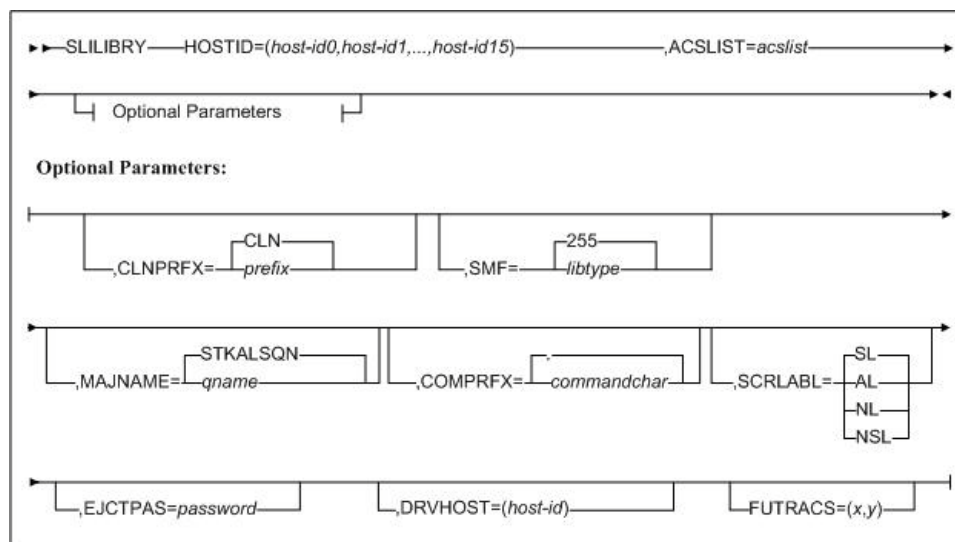 SLILIBRY HOSTID=(host-id0,host-id1,...,host-id15) ,ACSLIST=acslist
Optional Parameters
Optional Parameters:
CLN 255
,CLNPRFX= prefix ,SMF= libtype
STKALSQN . SL
,MAJNAME= qname ,COMPRFX= commandchar ,SCRLABL= AL
NL
NSL
,EJCTPAS=password ,DRVHOST=(host-id) FUTRACS=(x,y)